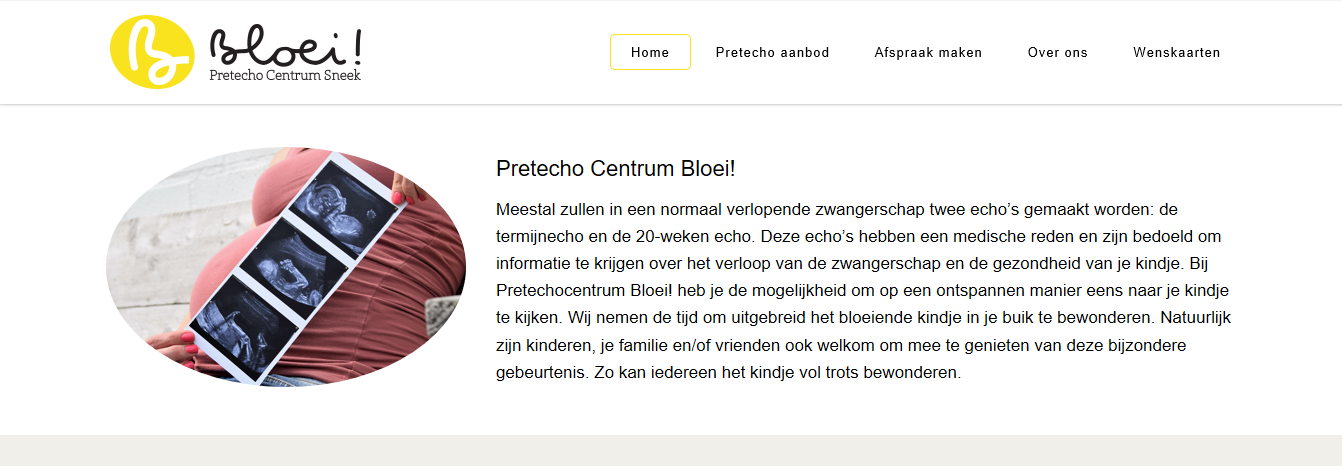 Bloei!
Pretecho Centrum Sneek
Home
Pretecho aanbod
Afspraak maken
Over ons
Wenskaarten
Pretecho Centrum Bloei!
Meestal zullen in een normaal verlopende zwangerschap twee echo’s gemaakt worden: de
termijnecho en de 20-weken echo. Deze echo’s hebben een medische reden en zijn bedoeld om
informatie te krijgen over het verloop van de zwangerschap en de gezondheid van je kindje. Bij
Pretechocentrum Bloei! heb je de mogelijkheid om op een ontspannen manier eens naar je kindje
te kijken. Wij nemen de tijd om uitgebreid het bloeiende kindje in je buik te bewonderen. Natuurlijk
zijn kinderen, je familie en/of vrienden ook welkom om mee te genieten van deze bijzondere
gebeurtenis. Zo kan iedereen het kindje vol trots bewonderen.